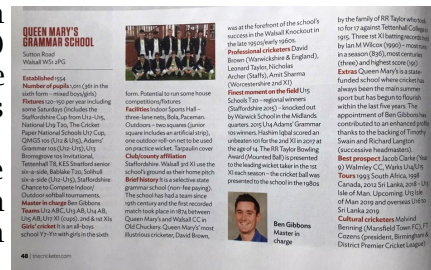 QUEEN MARY'S
GRAMMAR SCHOOL
Sutton Road
Walsall WS1 2PG
Established 1554
Number of pupils 1,011 (361 in the
sixth form – mixed boys/girls)
Fixtures 120-150 per year including
some Saturdays (includes the
Staffordshire Cup from U12-U15,
National U19 T20, The Cricket
Paper National Schools U17 Cup,
QMGS 10s (U12 & U15), Adams'
Grammar 10s (U12-U15), U13
Bromsgrove 10s Invitational,
Tettenhall T8, KES Stratford senior
six-a-side, Bablake T20, Solihull
six-a-side (U12-U15), Staffordshire
Chance to Compete Indoor/
Outdoor softball tournaments.
Master in charge Ben Gibbons
Teams U12 ABC, U13 AB, U14 AB,
U15 AB, U17 XI (cups), 2nd & 1st XIs
Girls' cricket It is an all-boys
school Y7-Y11 with girls in the sixth
form. Potential to run some house
competitions/fixtures
Facilities Indoor Sports Hall –
three-lane nets, Bola, Paceman.
Outdoors – two squares (junior
square includes an artificial strip),
one outdoor roll-on net to be used
on practice wicket. Tarpaulin cover
Club/county affiliation
Staffordshire. Walsall 3rd XI use the
school's ground as their home pitch
Brief history It is a selective state
grammar school (non-fee paying).
The school has had a team since
19th century and the first recorded
match took place in 1874 between
Queen Mary's and Walsall CC in
Old Chuckery. Queen Mary's most
illustrious cricketer, David Brown,
was at the forefront of the school's
success in the Walsall Knockout in
the late 1950s/early 1960s.
Professional cricketers David
Brown (Warwickshire & England),
Leonard Taylor, Nicholas
Archer (Staffs), Amit Sharma
(Worcestershire 2nd XI)
Finest moment on the field U15
Schools T20 – regional winners
(Staffordshire 2015) – knocked out
by Warwick School in the Midlands
quarters. 2015 U14 Adams' Grammar
10s winners. Hashim Iqbal scored an
unbeaten 101 for the 2nd XI in 2017 at
the age of 14. The RR Taylor Bowling
Award (Mounted Ball) is presented
to the leading wicket taker in the 1st
XI each season – the cricket ball was
presented to the school in the 1980s
Ben Gibbons
Master in
charge
by the family of RR Taylor who took
10 for 17 against Tettenhall College in
1915. Three 1st XI batting records held
by Ian M Wilcox (1990) – most runs
in a season (836), most centuries
(three) and highest score (191)
Extras Queen Mary's is a state-
funded school where cricket has
always been the main summer
sport but has begun to flourish
within the last five years. The
appointment of Ben Gibbons has
contributed to an enhanced profile
thanks to the backing of Timothy
Swain and Richard Langton
(successive headmasters).
Best prospect Jacob Clarke (Year
9) Walmley CC, Warks U14/U15
Tours 1993 South Africa, 1998
Canada, 2012 Sri Lanka, 2018 – U13
Isle of Man. Upcoming: U13 Isle
of Man 2019 and overseas U15 to
Sri Lanka 2019
Cultural cricketers Malvind
Benning (Mansfield Town FC), FT
Cozens (president, Birmingham &
District Premier Cricket League)
48 | thecricketer.com